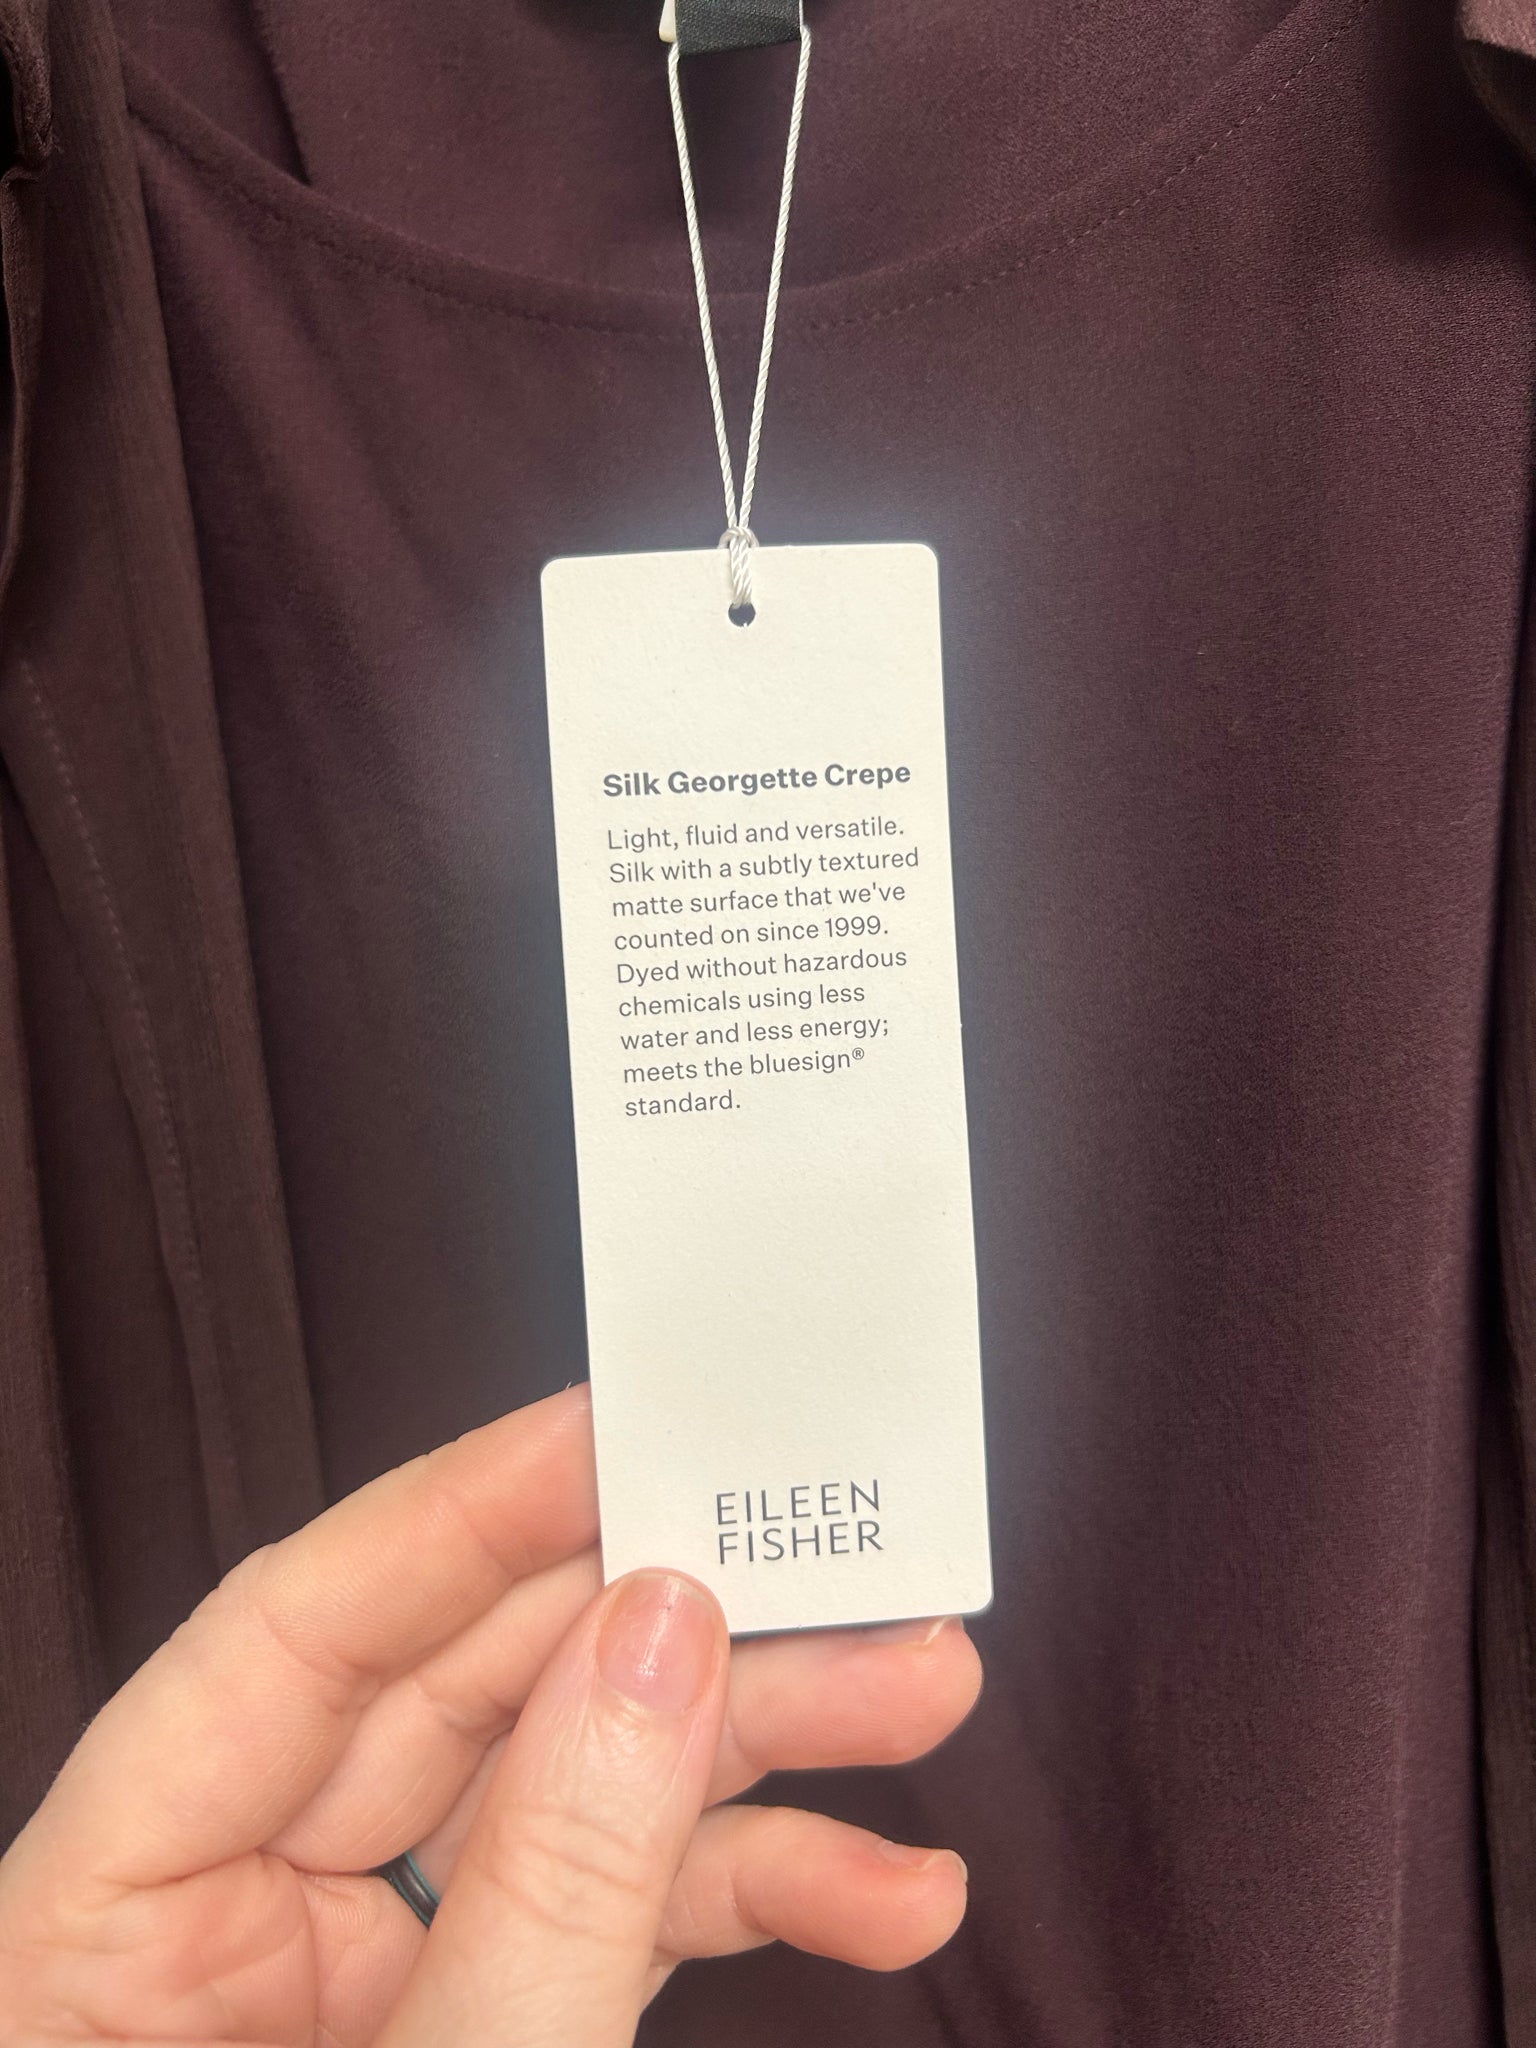 Silk Georgette Crepe
Light, fluid and versatile.
Silk with a subtly textured
matte surface that we've
counted on since 1999.
Dyed without hazardous
chemicals using less
water and less energy;
meets the bluesign®
standard.
EILEEN
FISHER